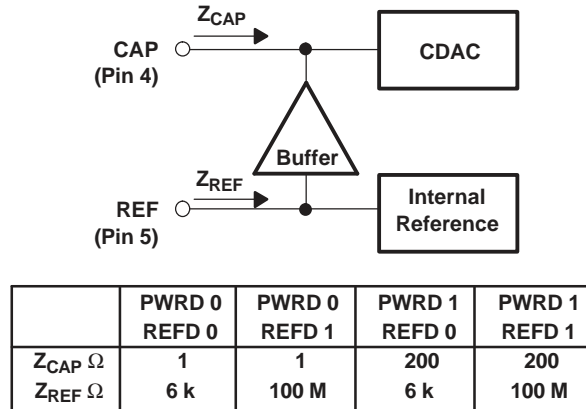 ZCAP
CAP
(Pin 4)
CDAC
Buffer
ZREF
REF
(Pin 5)
Internal
Reference
PWRD 0 PWRD 0 PWRD 1 PWRD 1
REFD 0 REFD 1 REFD 0 REFD 1
ZCAP Ω 1 1 200 200
ZREF Ω 6 k 100 M 6 k 100 M